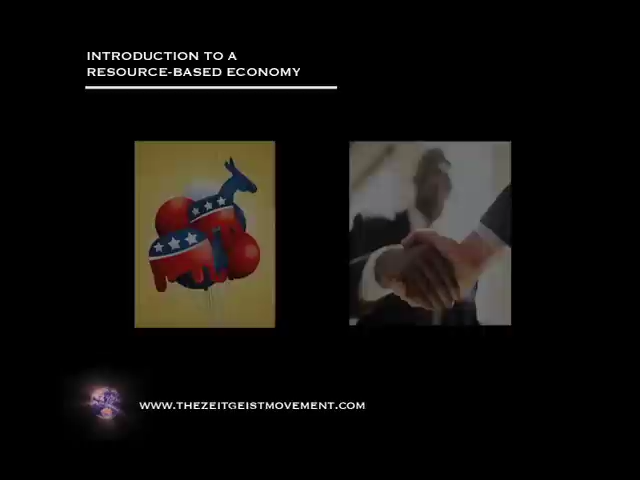 INTRODUCTION TO A
RESOURCE-BASED ECONOMY
WWW.THEZEITGEISTMOVEMENT.COM